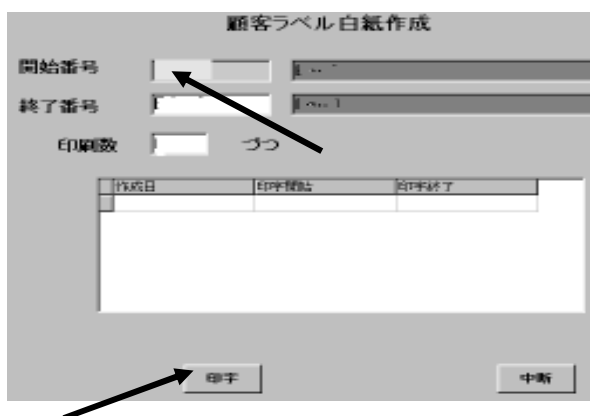 顧客ラベル白紙作成
開始番号
終了番号
印刷数 づつ
作成日 印字開始 印字終了
印字 中断